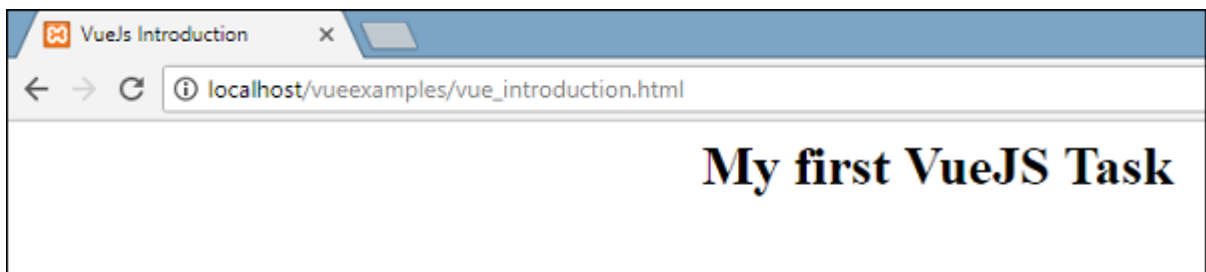 VueJs Introduction
localhost/vueexamples/vue_introduction.html
My first VueJS Task